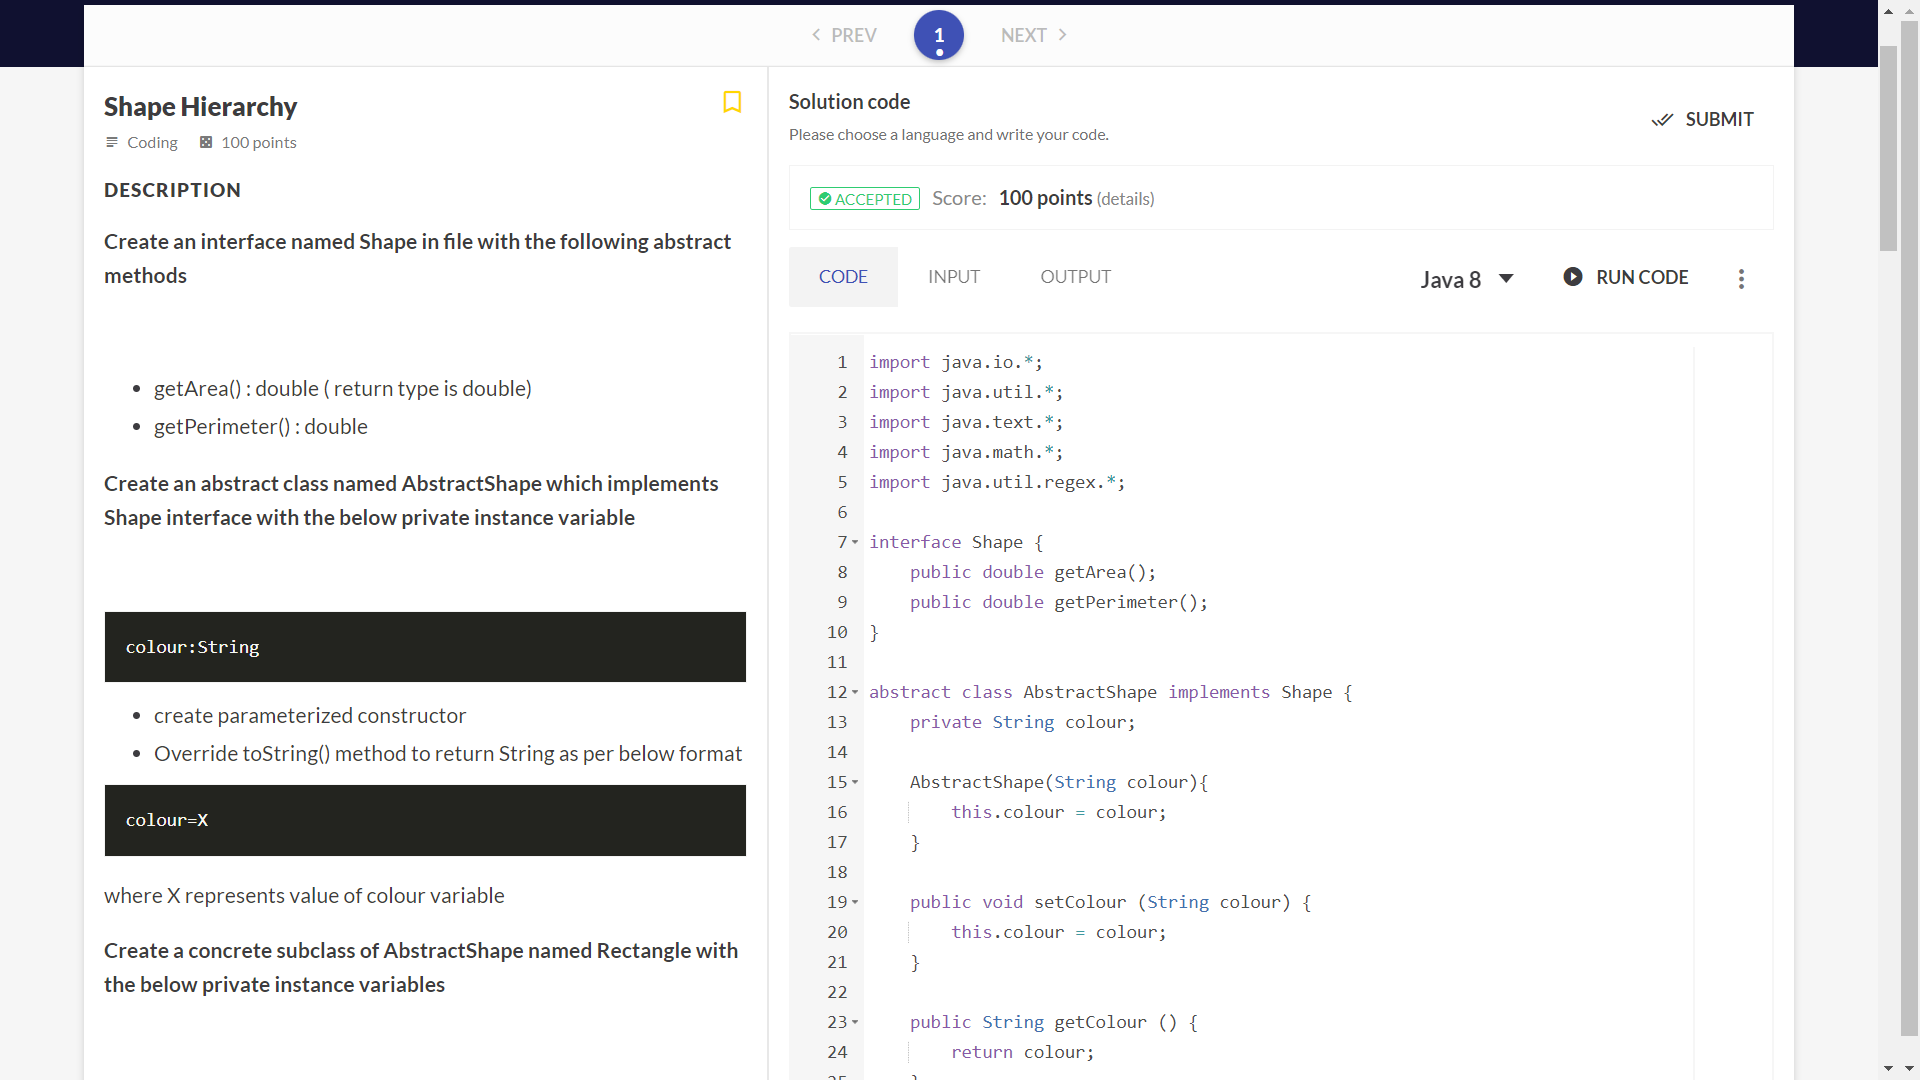 PREV
1
NEXT
Shape Hierarchy
Coding 100 points
DESCRIPTION
Create an interface named Shape in file with the following abstract
methods
• getArea() : double ( return type is double)
• getPerimeter() : double
Create an abstract class named AbstractShape which implements
Shape interface with the below private instance variable
colour:String
• create parameterized constructor
• Override toString() method to return String as per below format
colour=X
where X represents value of colour variable
Create a concrete subclass of AbstractShape named Rectangle with
the below private instance variables
Solution code
Please choose a language and write your code.
SUBMIT
ACCEPTED Score: 100 points (details)
CODE INPUT OUTPUT Java 8 RUN CODE
1 import java.io.*;
2 import java.util.*;
3 import java.text.*;
4 import java.math.*;
5 import java.util.regex.*;
6
7 interface Shape {
8 public double getArea();
9 public double getPerimeter();
10 }
11
12 abstract class AbstractShape implements Shape {
13 private String colour;
14
15 AbstractShape(String colour){
16 this.colour = colour;
17 }
18
19 public void setColour (String colour) {
20 this.colour = colour;
21 }
22
23 public String getColour () {
24 return colour;